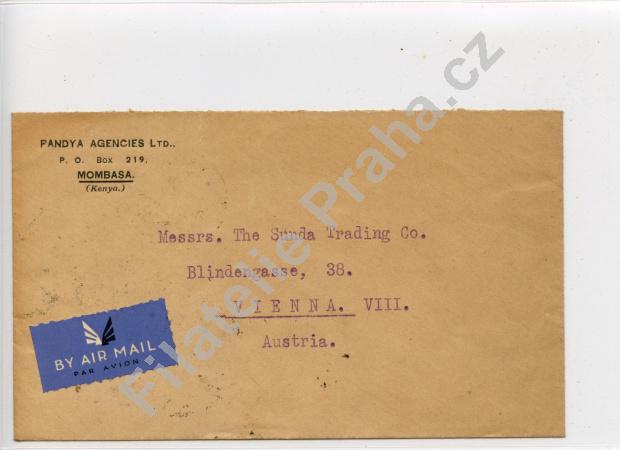 PANDYA AGENCIES LTD.,
P. O. Box 219,
MOMBASA.
(Kenya.)
Messrs. The Sunda Trading Co.
Blindengasse, 38.
VIENNA. VIII.
Austria.
BY AIR MAIL
PAR AVION
Filatelie Praha.cz